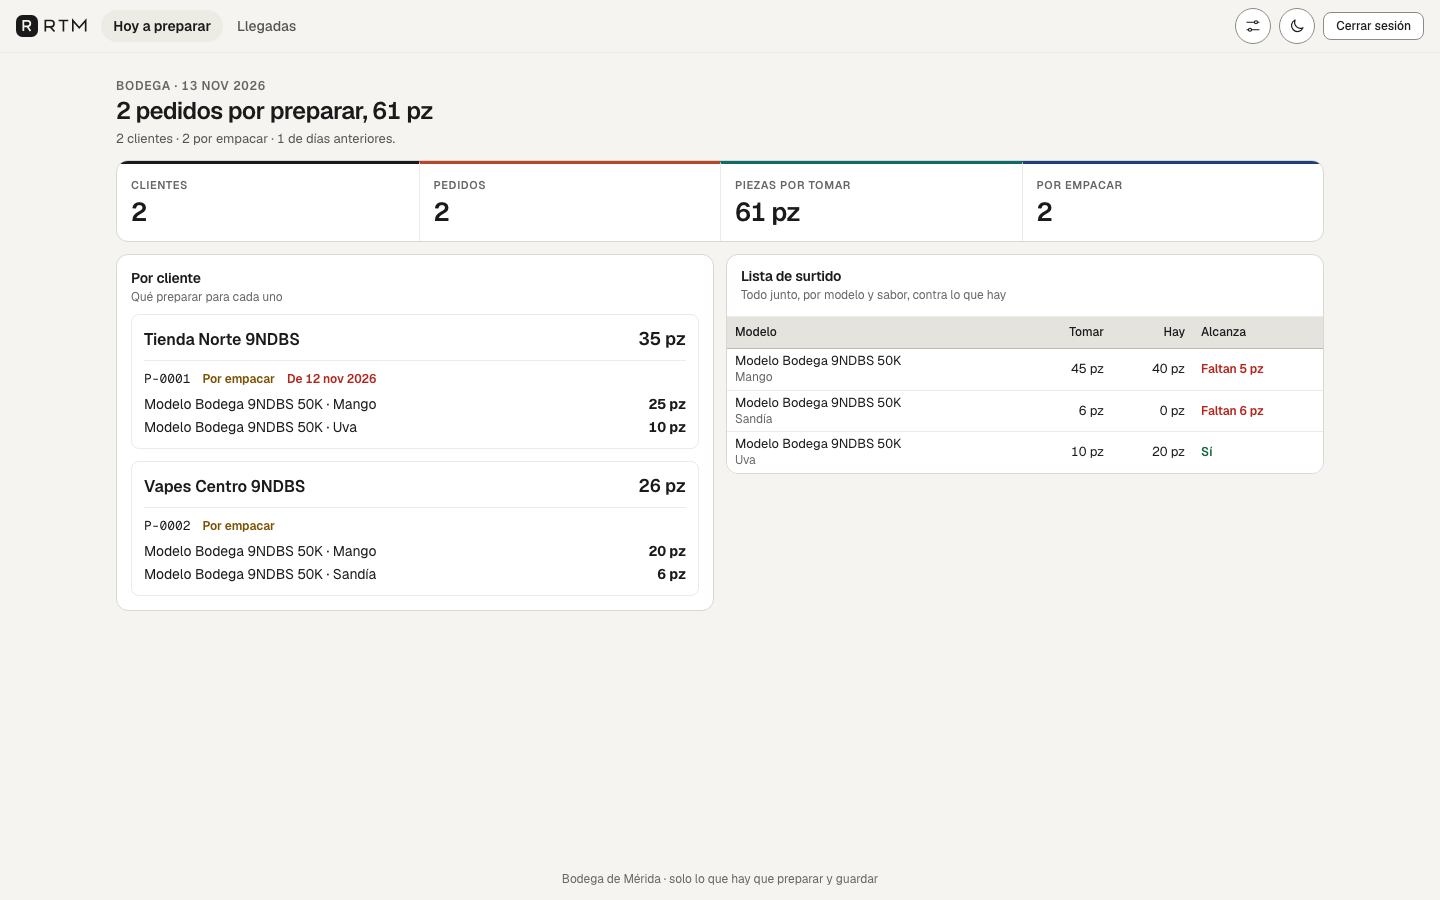 R RTM Hoy a preparar Llegadas Cerrar sesión
BODEGA · 13 NOV 2026
2 pedidos por preparar, 61 pz
2 clientes · 2 por empacar · 1 de días anteriores.
CLIENTES
2
PEDIDOS
2
PIEZAS POR TOMAR
61 pz
POR EMPACAR
2
Por cliente
Qué preparar para cada uno
Tienda Norte 9NDBS 35 pz
P-0001 Por empacar De 12 nov 2026
Modelo Bodega 9NDBS 50K · Mango 25 pz
Modelo Bodega 9NDBS 50K · Uva 10 pz
Vapes Centro 9NDBS 26 pz
P-0002 Por empacar
Modelo Bodega 9NDBS 50K · Mango 20 pz
Modelo Bodega 9NDBS 50K · Sandía 6 pz
Lista de surtido
Todo junto, por modelo y sabor, contra lo que hay
Modelo Tomar Hay Alcanza
Modelo Bodega 9NDBS 50K
Mango 45 pz 40 pz Faltan 5 pz
Modelo Bodega 9NDBS 50K
Sandía 6 pz 0 pz Faltan 6 pz
Modelo Bodega 9NDBS 50K
Uva 10 pz 20 pz Sí
Bodega de Mérida · solo lo que hay que preparar y guardar